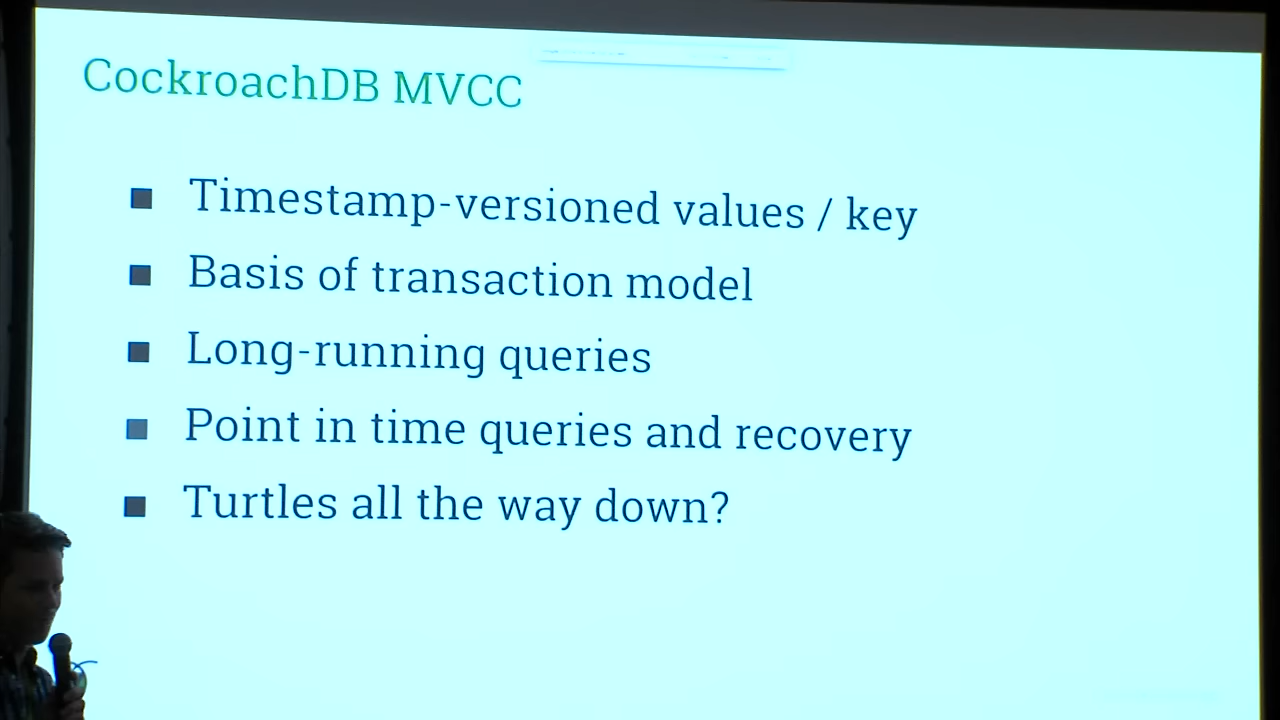 CockroachDB MVCC
Timestamp-versioned values / key
Basis of transaction model
Long-running queries
Point in time queries and recovery
Turtles all the way down?